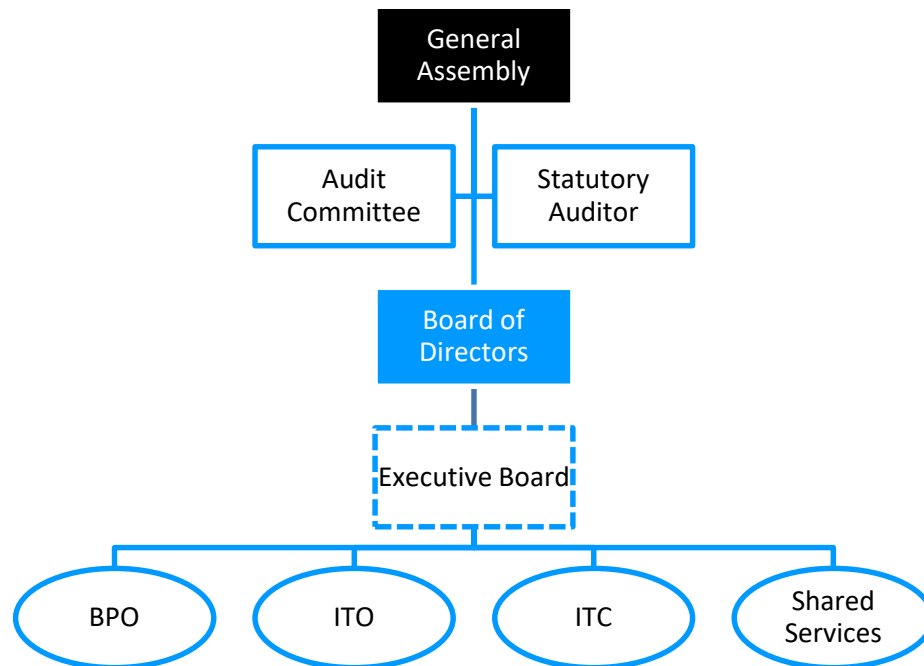 General
Assembly
Audit
Committee
Statutory
Auditor
Board of
Directors
Executive Board
BPO
ITO
ITC
Shared
Services